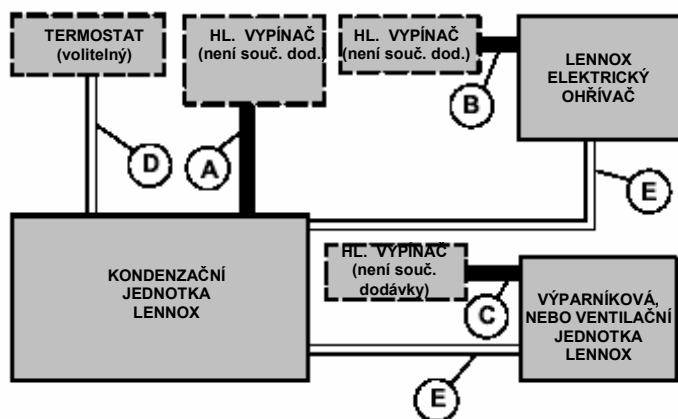 TERMOSTAT
(volitelný)
HL. VYPÍNAČ
(není souč. dod.)
HL. VYPÍNAČ
(není souč. dod.)
LENNOX
ELEKTRICKÝ
OHŘÍVAČ
B
D
A
E
KONDENZAČNÍ
JEDNOTKA
LENNOX
HL. VYPÍNAČ
(není souč.
dodávky)
C
VÝPARNÍKOVÁ,
NEBO VENTILAČNÍ
JEDNOTKA
LENNOX
E